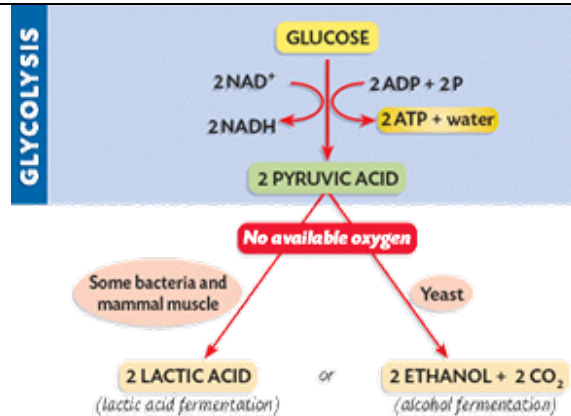 GLYCOLYSIS
GLUCOSE
2 NAD⁺
2 ADP + 2 P
2 NADH
2 ATP + water
2 PYRUVIC ACID
No available oxygen
Some bacteria and
mammal muscle
Yeast
2 LACTIC ACID
or
2 ETHANOL + 2 CO₂
(lactic acid fermentation)
(alcohol fermentation)